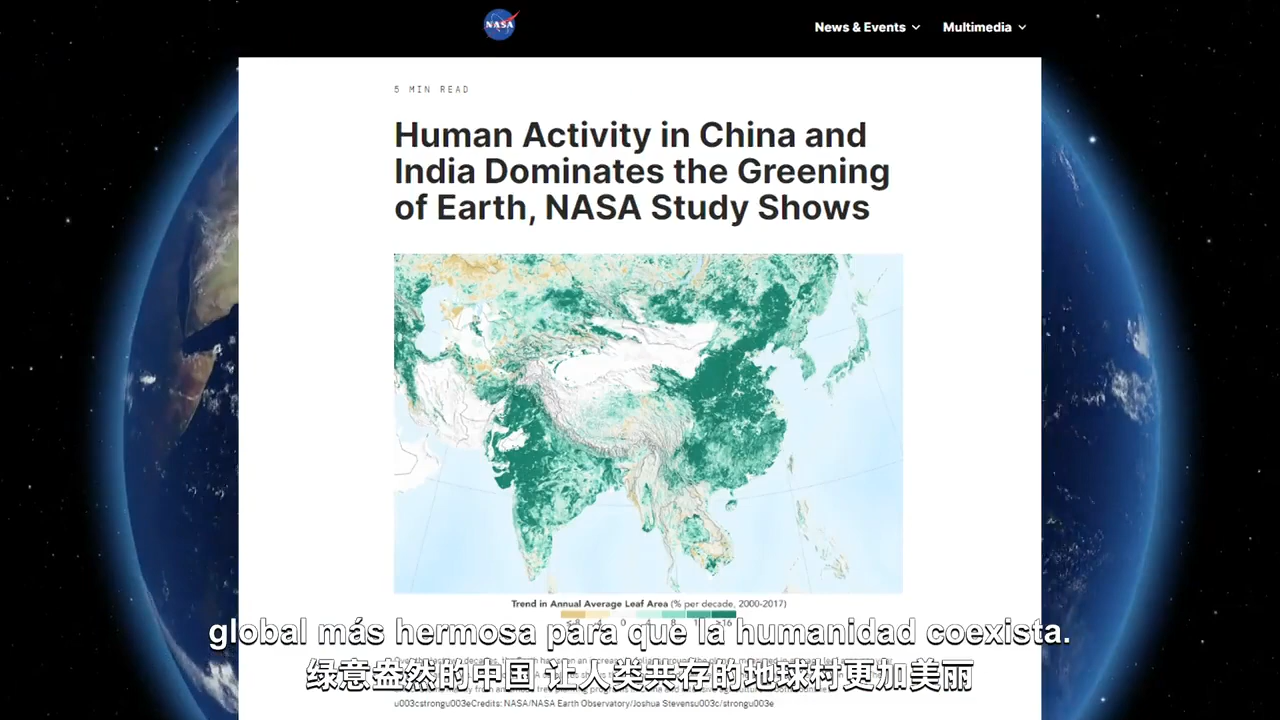 NASA
News & Events
Multimedia
5 MIN READ
Human Activity in China and
India Dominates the Greening
of Earth, NASA Study Shows
Trend in Annual Average Leaf Area (% per decade, 2000-2017)
0 4 8
global más hermosa para que la humanidad coexista.
绿意盎然的中国 让人类共存的地球村更加美丽
u003cstrongu003eCredits: NASA/NASA Earth Observatory/Joshua Stevensu003c/strongu003e